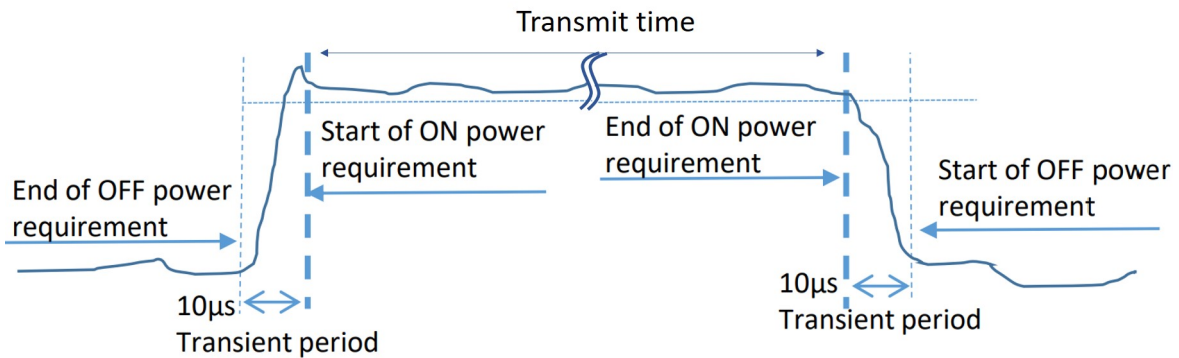 Transmit time
Start of ON power
requirement
End of ON power
requirement
End of OFF power
requirement
Start of OFF power
requirement
10μs
Transient period
10μs
Transient period